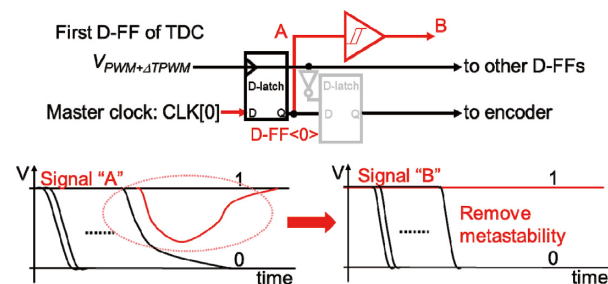 First D-FF of TDC
A
B
V_PWM+ΔTPWM
D-latch
D-latch
to other D-FFs
Master clock: CLK[0]
D Q
D Q
to encoder
D-FF<0>
V
Signal "A"
1
0
time
V
Signal "B"
1
Remove
metastability
0
time